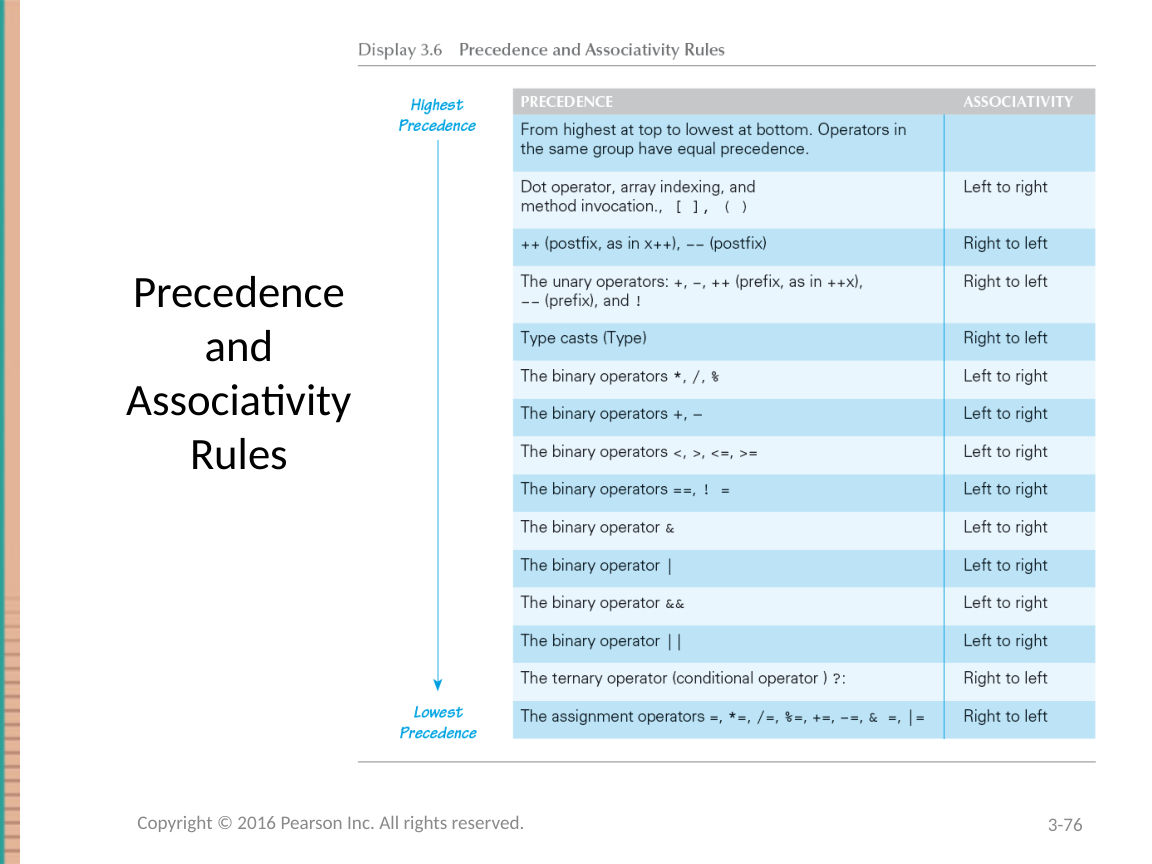 Display 3.6 Precedence and Associativity Rules
Highest
Precedence
PRECEDENCE ASSOCIATIVITY
From highest at top to lowest at bottom. Operators in
the same group have equal precedence.
Dot operator, array indexing, and
method invocation., [ ], ( ) Left to right
++ (postfix, as in x++), −− (postfix) Right to left
The unary operators: +, −, ++ (prefix, as in ++x),
−− (prefix), and ! Right to left
Type casts (Type) Right to left
The binary operators *, /, % Left to right
The binary operators +, − Left to right
The binary operators <, >, <=, >= Left to right
The binary operators ==, ! = Left to right
The binary operator & Left to right
The binary operator | Left to right
The binary operator && Left to right
The binary operator || Left to right
The ternary operator (conditional operator ) ?: Right to left
The assignment operators =, *=, /=, %=, +=, −=, & =, |= Right to left
Lowest
Precedence
Precedence
and
Associativity
Rules
Copyright © 2016 Pearson Inc. All rights reserved.
3-76